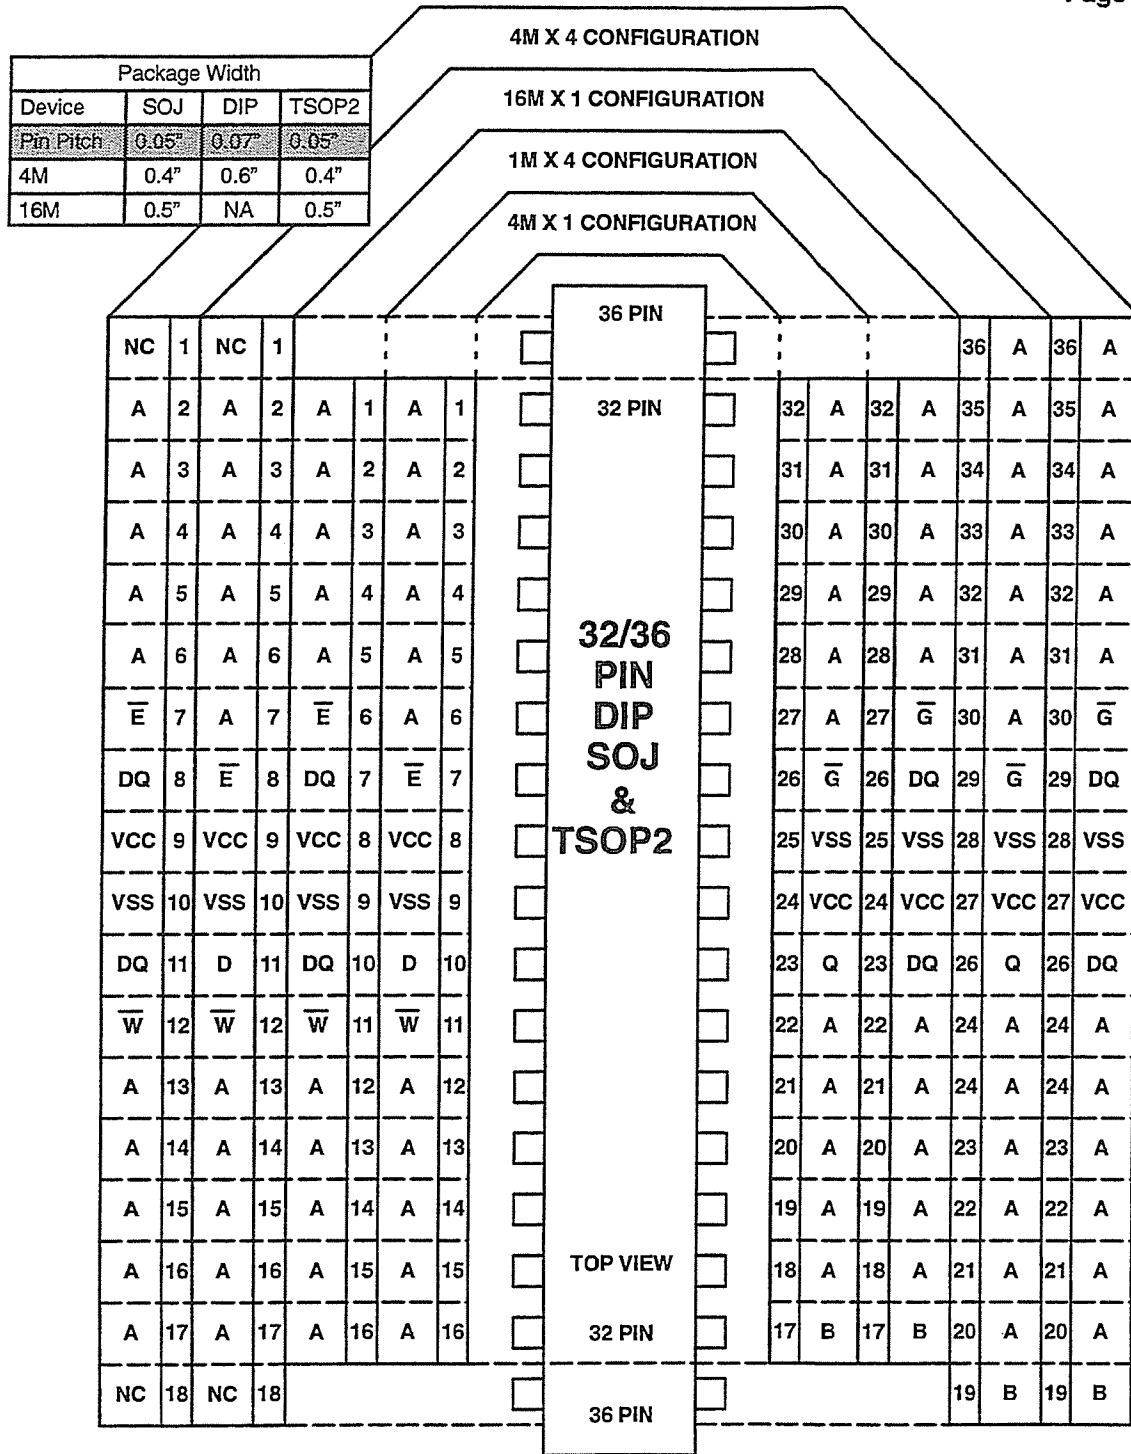 Page
4M X 4 CONFIGURATION
16M X 1 CONFIGURATION
1M X 4 CONFIGURATION
4M X 1 CONFIGURATION
Package Width
Device SOJ DIP TSOP2
Pin Pitch 0.05" 0.07" 0.05"
4M 0.4" 0.6" 0.4"
16M 0.5" NA 0.5"
36 PIN
NC 1 NC 1 36 A 36 A
32 PIN
A 2 A 2 A 1 A 1 32 A 32 A 35 A 35 A
A 3 A 3 A 2 A 2 31 A 31 A 34 A 34 A
A 4 A 4 A 3 A 3 30 A 30 A 33 A 33 A
A 5 A 5 A 4 A 4 29 A 29 A 32 A 32 A
A 6 A 6 A 5 A 5 28 A 28 A 31 A 31 A
E̅ 7 A 7 E̅ 6 A 6 27 A 27 G̅ 30 A 30 G̅
DQ 8 E̅ 8 DQ 7 E̅ 7 26 G̅ 26 DQ 29 G̅ 29 DQ
VCC 9 VCC 9 VCC 8 VCC 8 25 VSS 25 VSS 28 VSS 28 VSS
VSS 10 VSS 10 VSS 9 VSS 9 24 VCC 24 VCC 27 VCC 27 VCC
DQ 11 D 11 DQ 10 D 10 23 Q 23 DQ 26 Q 26 DQ
W̅ 12 W̅ 12 W̅ 11 W̅ 11 22 A 22 A 24 A 24 A
A 13 A 13 A 12 A 12 21 A 21 A 24 A 24 A
A 14 A 14 A 13 A 13 20 A 20 A 23 A 23 A
A 15 A 15 A 14 A 14 19 A 19 A 22 A 22 A
A 16 A 16 A 15 A 15 18 A 18 A 21 A 21 A
A 17 A 17 A 16 A 16 17 B 17 B 20 A 20 A
NC 18 NC 18 19 B 19 B
32/36
PIN
DIP
SOJ
&
TSOP2
TOP VIEW
32 PIN
36 PIN